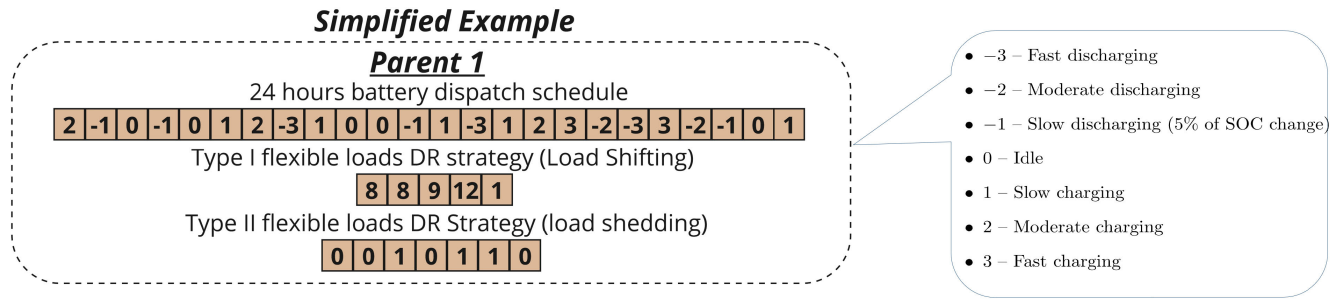 Simplified Example
Parent 1
24 hours battery dispatch schedule
2 -1 0 -1 0 1 2 -3 1 0 0 -1 1 -3 1 2 3 -2 -3 3 -2 -1 0 1
Type I flexible loads DR strategy (Load Shifting)
8 8 9 12 1
Type II flexible loads DR Strategy (load shedding)
0 0 1 0 1 1 0
• −3 – Fast discharging
• −2 – Moderate discharging
• −1 – Slow discharging (5% of SOC change)
• 0 – Idle
• 1 – Slow charging
• 2 – Moderate charging
• 3 – Fast charging